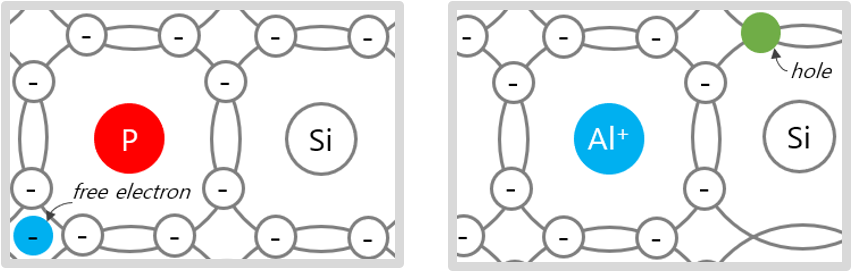 - - - -
- -
P Si
- -
free electron
- - - - -
- - -
hole
- -
Al⁺ Si
- -
- - -